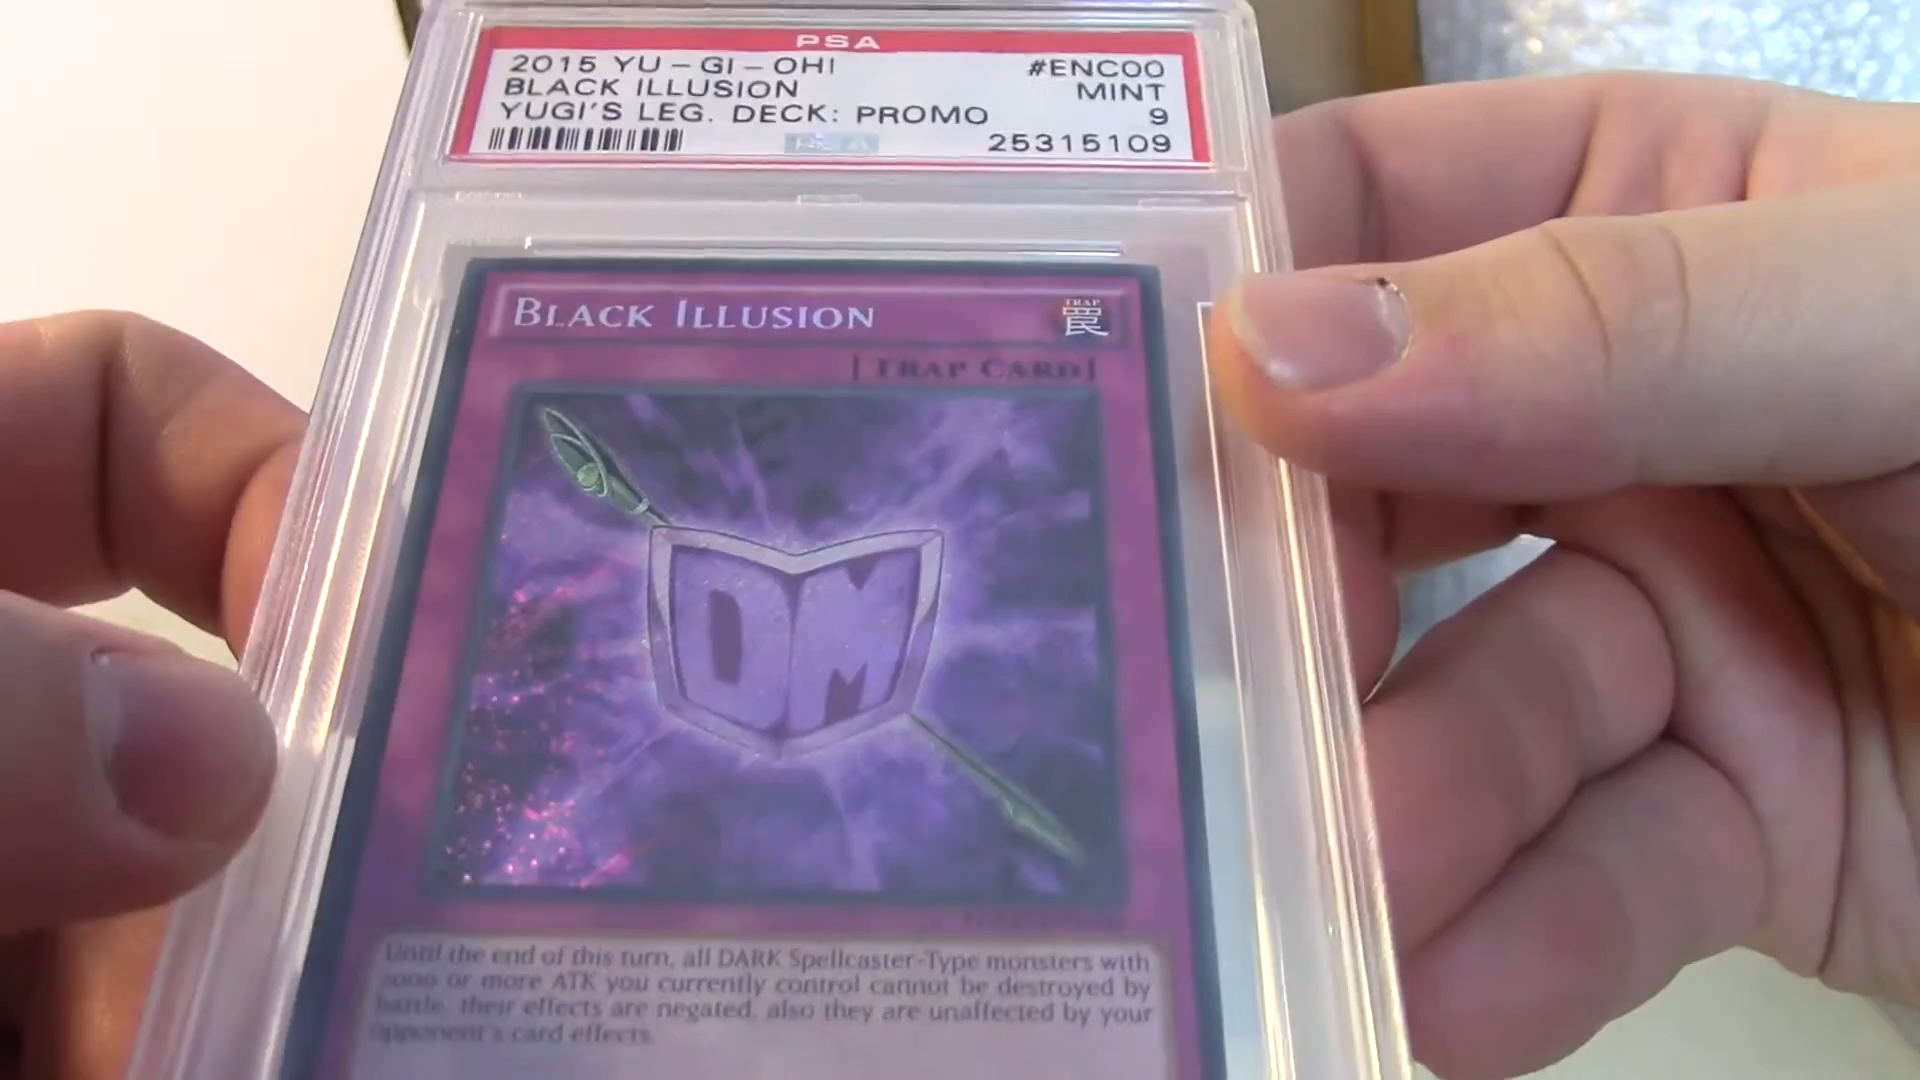 PSA
2015 YU-GI-OH! #ENC00
BLACK ILLUSION MINT
YUGI'S LEG. DECK: PROMO 9
PSA 25315109
BLACK ILLUSION TRAP 罠
[TRAP CARD]
DM
Until the end of this turn, all DARK Spellcaster-Type monsters with
2000 or more ATK you currently control cannot be destroyed by
battle, their effects are negated, also they are unaffected by your
opponent's card effects.